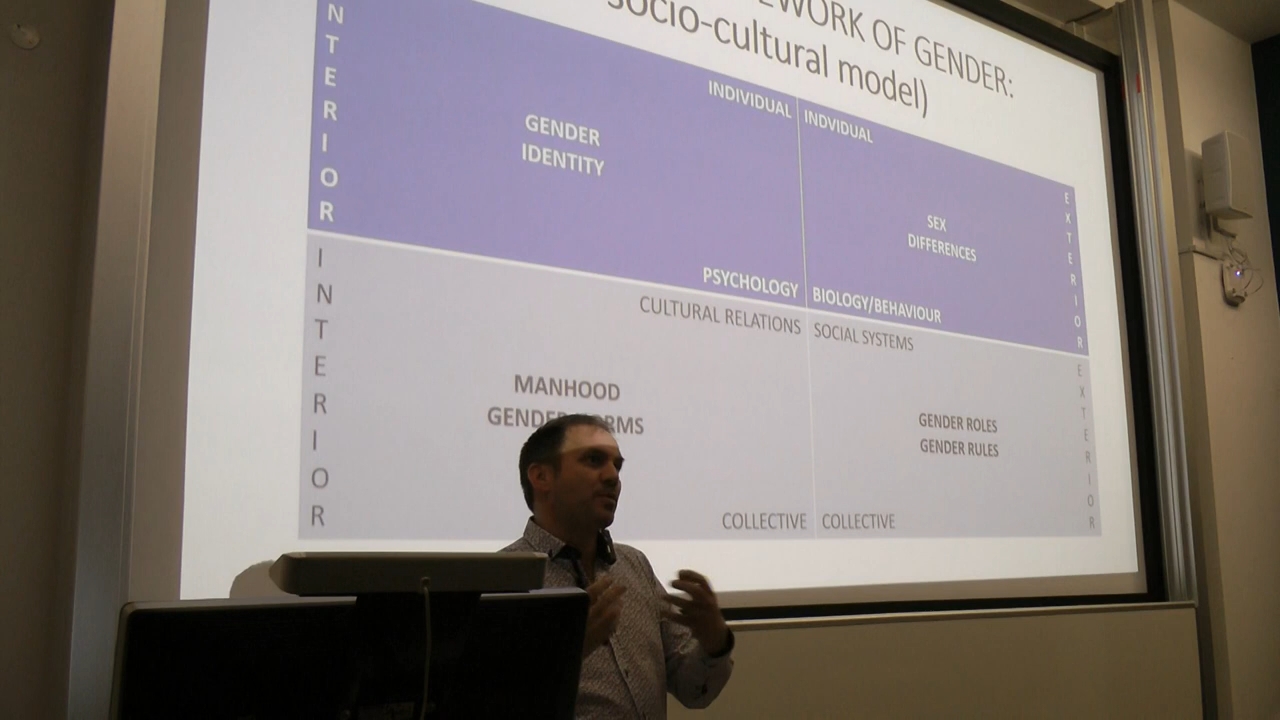 WORK OF GENDER:
socio-cultural model)
INTERIOR
INDIVIDUAL
INDVIDUAL
GENDER
IDENTITY
SEX
DIFFERENCES
EXTERIOR
PSYCHOLOGY
BIOLOGY/BEHAVIOUR
INTERIOR
CULTURAL RELATIONS
SOCIAL SYSTEMS
MANHOOD
GENDER NORMS
GENDER ROLES
GENDER RULES
EXTERIOR
COLLECTIVE
COLLECTIVE